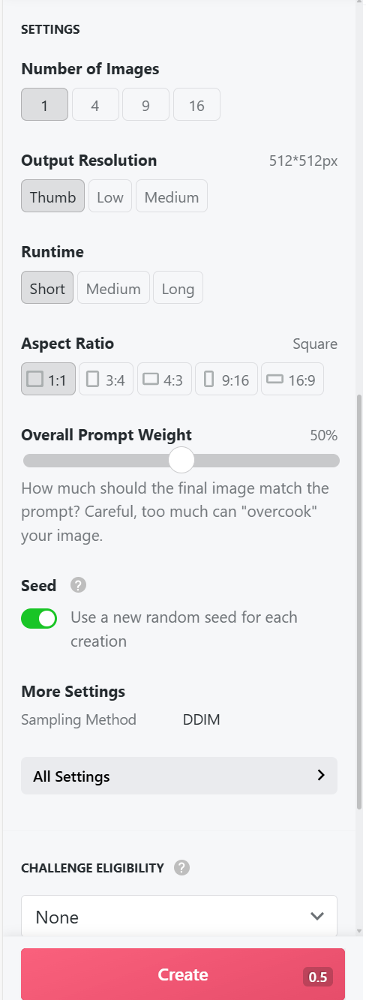 SETTINGS
Number of Images
1 4 9 16
Output Resolution 512*512px
Thumb Low Medium
Runtime
Short Medium Long
Aspect Ratio Square
1:1 3:4 4:3 9:16 16:9
Overall Prompt Weight 50%
How much should the final image match the
prompt? Careful, too much can "overcook"
your image.
Seed ?
Use a new random seed for each
creation
More Settings
Sampling Method DDIM
All Settings
CHALLENGE ELIGIBILITY ?
None
Create 0.5